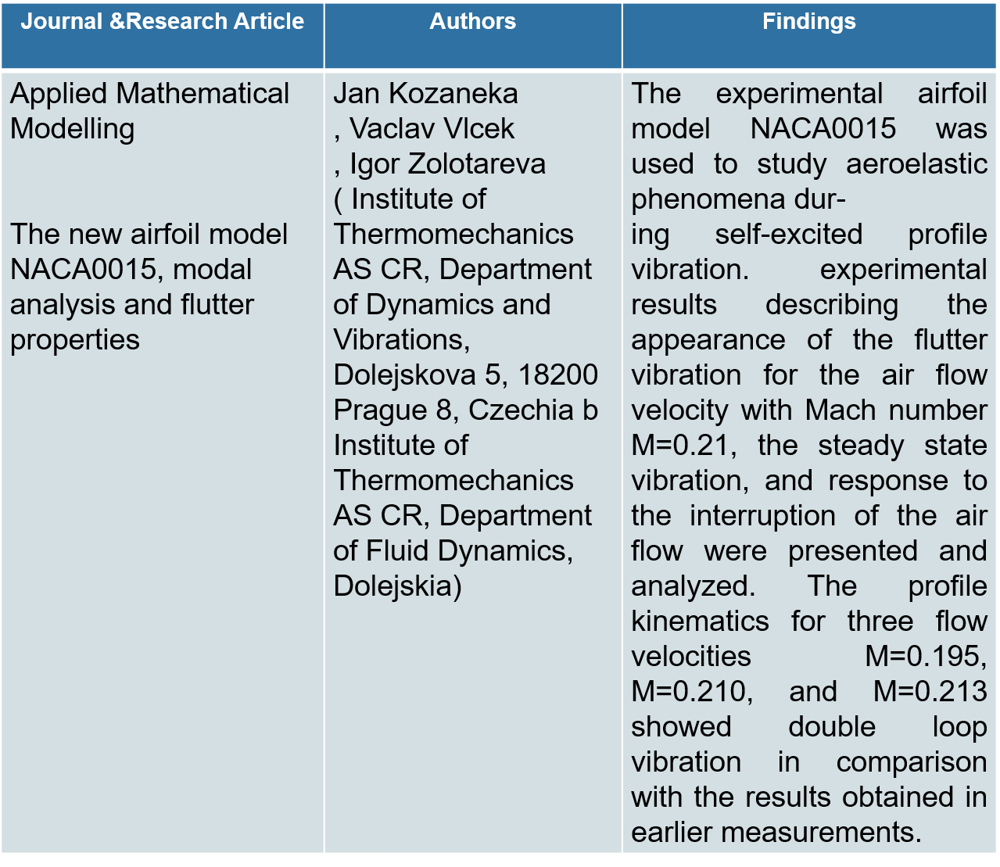 Journal &Research Article
Authors
Findings
Applied Mathematical
Modelling
The new airfoil model
NACA0015, modal
analysis and flutter
properties
Jan Kozaneka
, Vaclav Vlcek
, Igor Zolotareva
( Institute of
Thermomechanics
AS CR, Department
of Dynamics and
Vibrations,
Dolejskova 5, 18200
Prague 8, Czechia b
Institute of
Thermomechanics
AS CR, Department
of Fluid Dynamics,
Dolejskia)
The experimental airfoil
model NACA0015 was
used to study aeroelastic
phenomena dur-
ing self-excited profile
vibration. experimental
results describing the
appearance of the flutter
vibration for the air flow
velocity with Mach number
M=0.21, the steady state
vibration, and response to
the interruption of the air
flow were presented and
analyzed. The profile
kinematics for three flow
velocities M=0.195,
M=0.210, and M=0.213
showed double loop
vibration in comparison
with the results obtained in
earlier measurements.